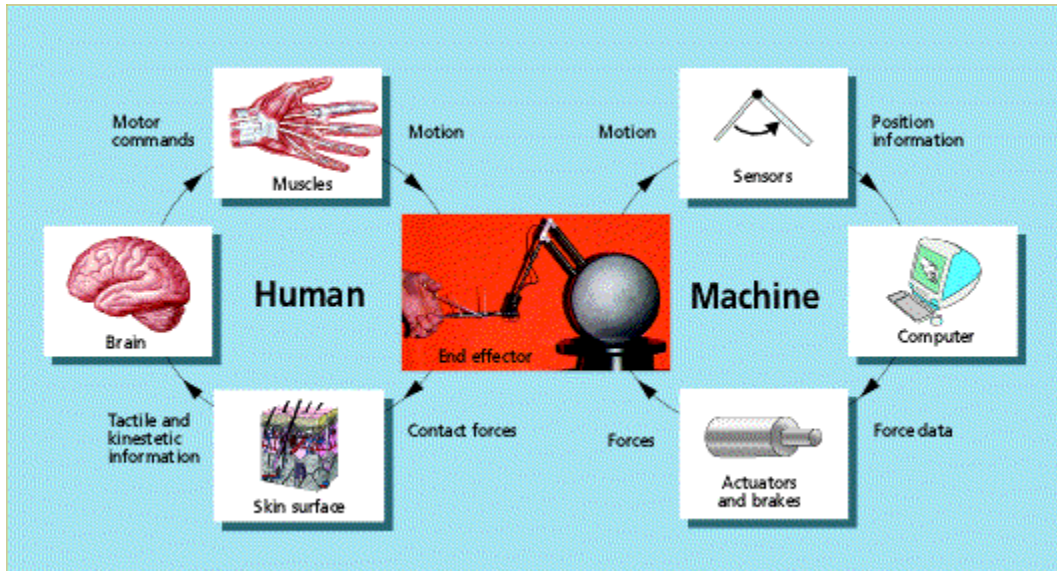 Motor
commands
Muscles
Motion
Motion
Sensors
Position
information
Brain
Human
End effector
Machine
Computer
Tactile and
kinestetic
information
Skin surface
Contact forces
Forces
Actuators
and brakes
Force data